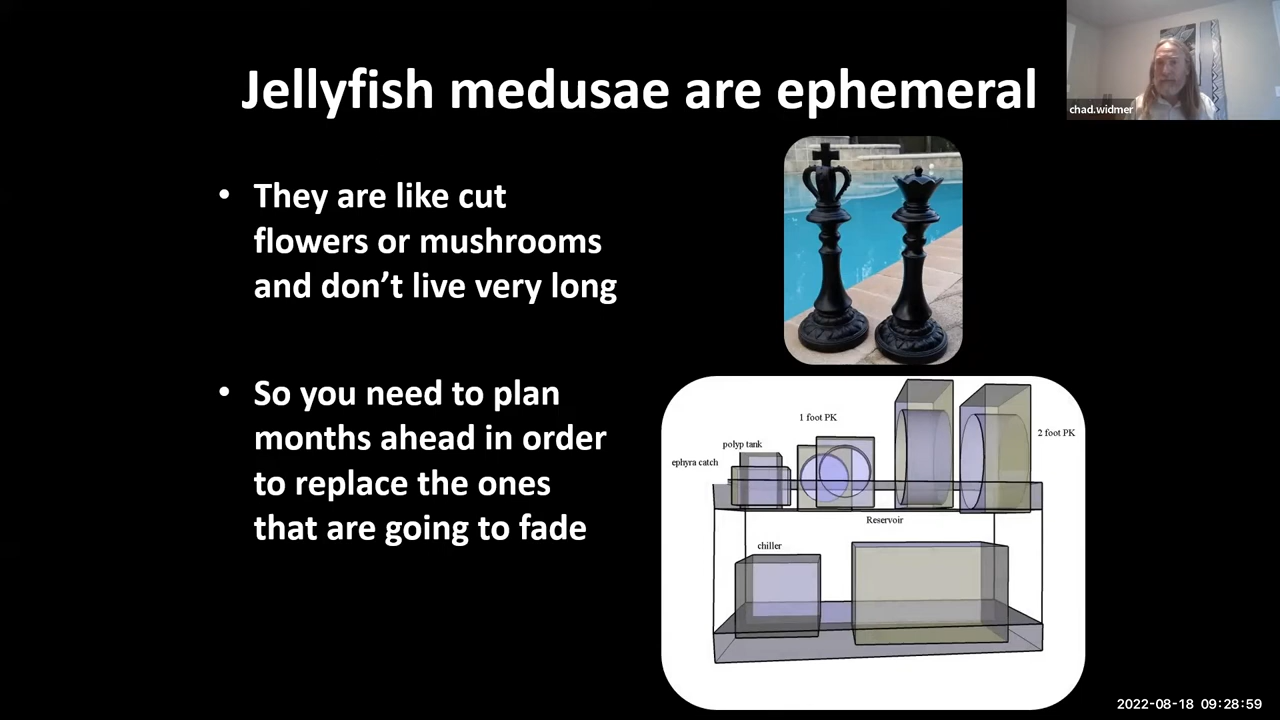 Jellyfish medusae are ephemeral
chad.widmer
• They are like cut
flowers or mushrooms
and don’t live very long
• So you need to plan
months ahead in order
to replace the ones
that are going to fade
1 foot PK
2 foot PK
polyp tank
ephyra catch
Reservoir
chiller
2022-08-18 09:28:59